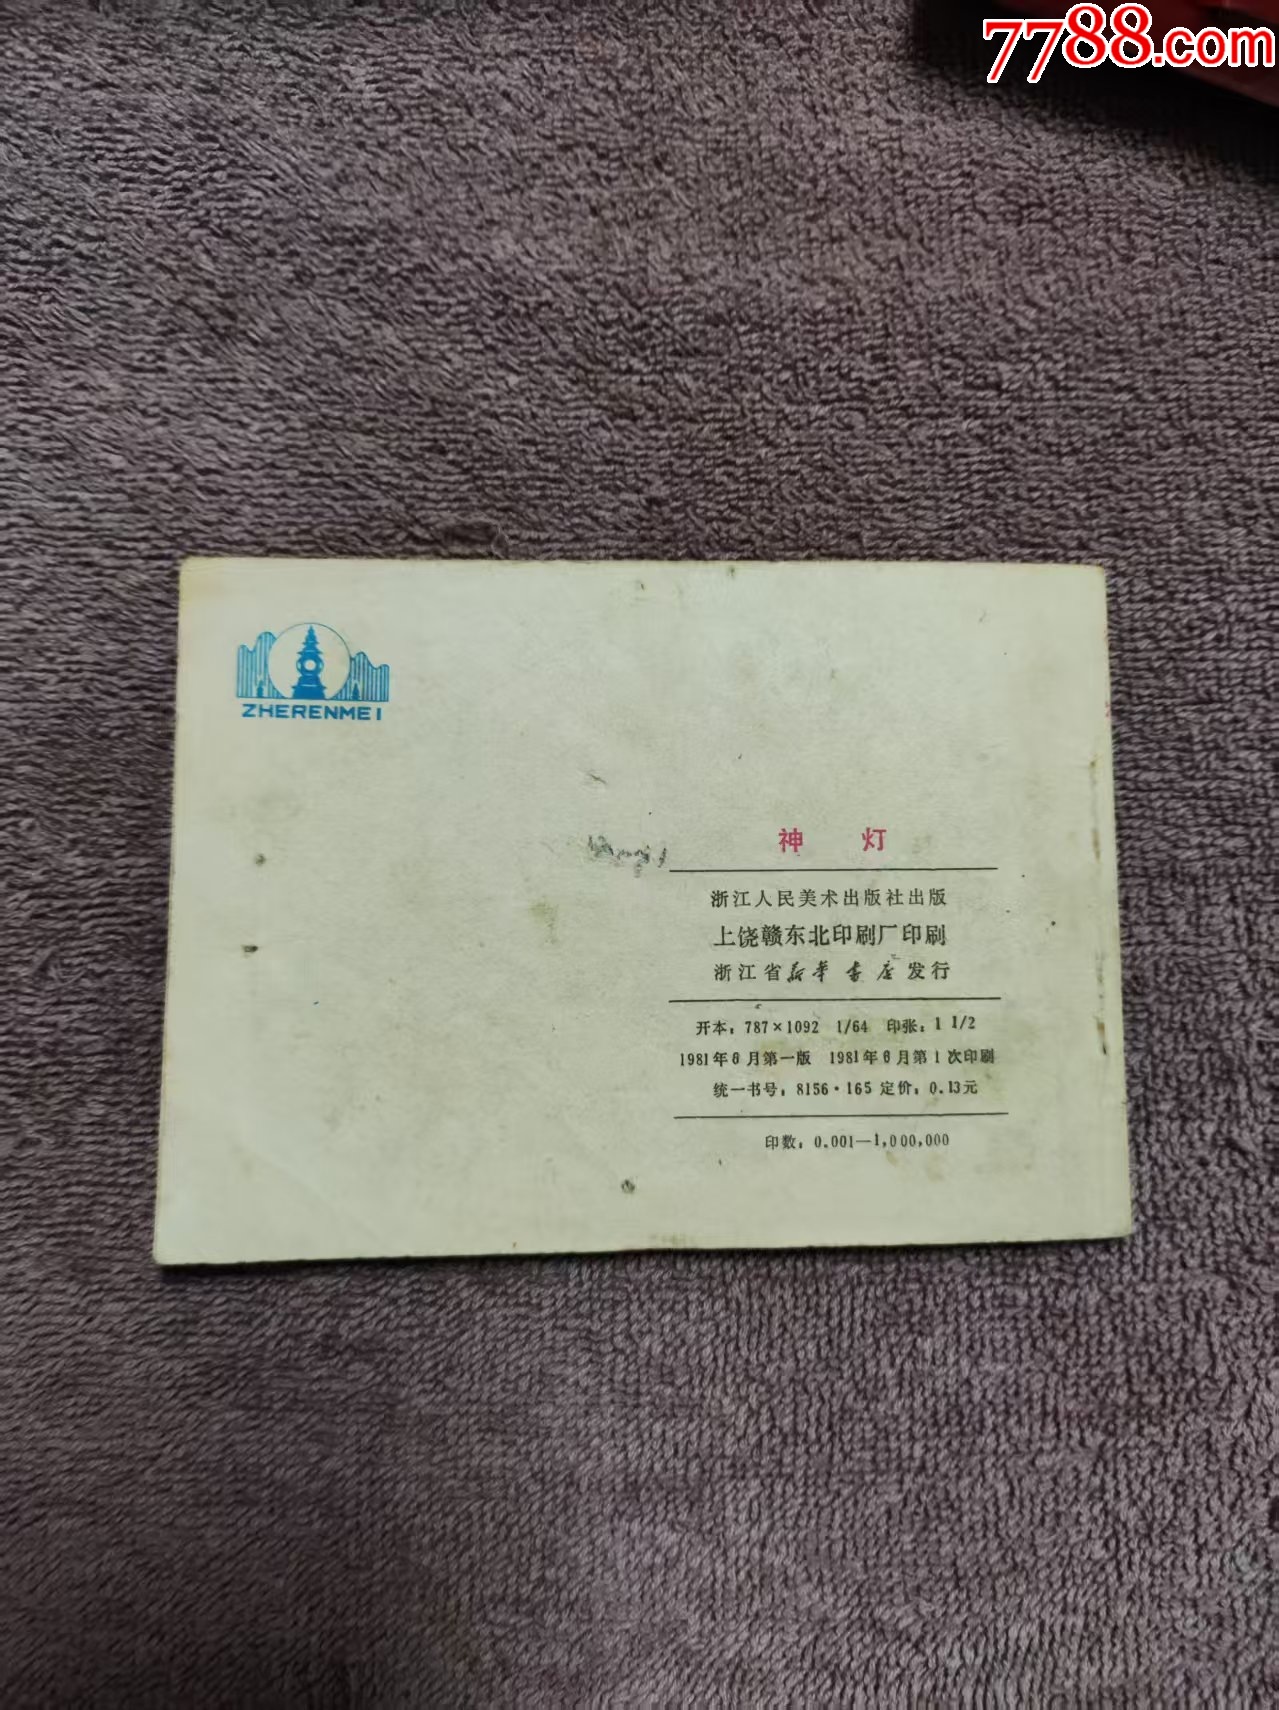 7788.com
ZHERENMEI
神 灯
浙江人民美术出版社出版
上饶赣东北印刷厂印刷
浙江省新华书店发行
开本：787×1092 1/64 印张：1 1/2
1981年6月第一版 1981年6月第1次印刷
统一书号：8156·165 定价：0.13元
印数：0.001—1,000,000